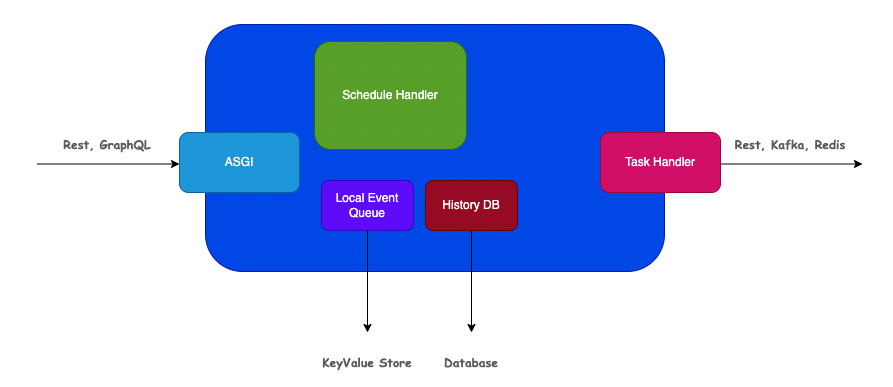 Schedule Handler
Rest, GraphQL
ASGI
Task Handler
Rest, Kafka, Redis
Local Event
Queue
History DB
KeyValue Store
Database